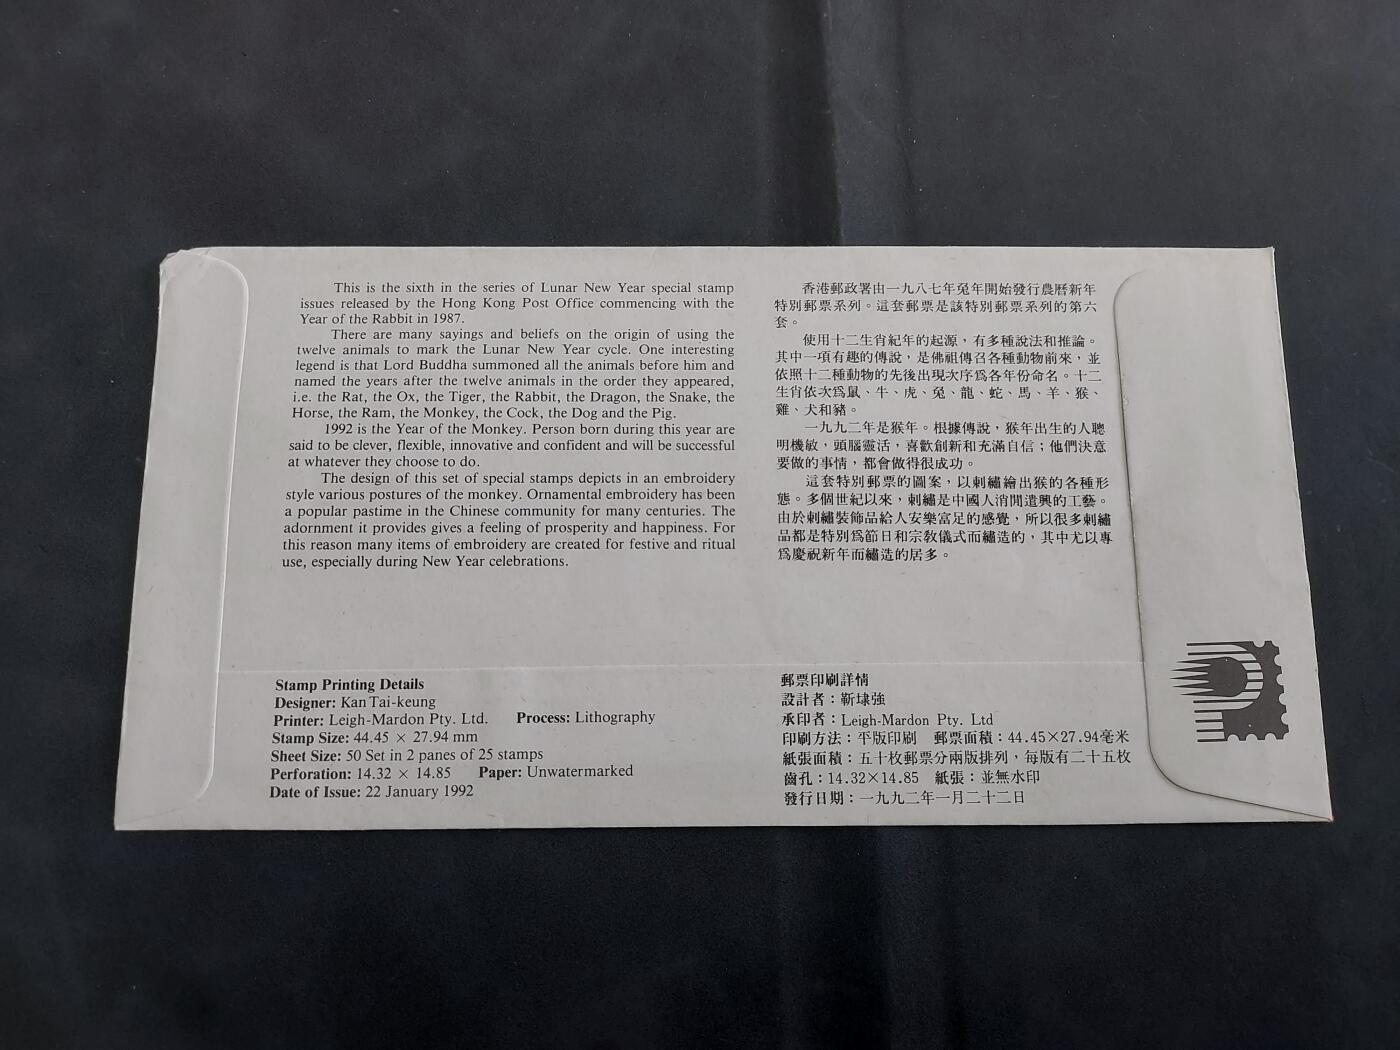 This is the sixth in the series of Lunar New Year special stamp
issues released by the Hong Kong Post Office commencing with the
Year of the Rabbit in 1987.
There are many sayings and beliefs on the origin of using the
twelve animals to mark the Lunar New Year cycle. One interesting
legend is that Lord Buddha summoned all the animals before him and
named the years after the twelve animals in the order they appeared,
i.e. the Rat, the Ox, the Tiger, the Rabbit, the Dragon, the Snake, the
Horse, the Ram, the Monkey, the Cock, the Dog and the Pig.
1992 is the Year of the Monkey. Person born during this year are
said to be clever, flexible, innovative and confident and will be successful
at whatever they choose to do.
The design of this set of special stamps depicts in an embroidery
style various postures of the monkey. Ornamental embroidery has been
a popular pastime in the Chinese community for many centuries. The
adornment it provides gives a feeling of prosperity and happiness. For
this reason many items of embroidery are created for festive and ritual
use, especially during New Year celebrations.
香港郵政署由一九八七年兔年開始發行農曆新年
特別郵票系列。這套郵票是該特別郵票系列的第六
套。
使用十二生肖紀年的起源，有多種說法和推論。
其中一項有趣的傳說，是佛祖傳召各種動物前來，並
依照十二種動物的先後出現次序爲各年份命名。十二
生肖依次爲鼠、牛、虎、兔、龍、蛇、馬、羊、猴、
雞、犬和豬。
一九九二年是猴年。根據傳說，猴年出生的人聰
明機敏，頭腦靈活，喜歡創新和充滿自信；他們決意
要做的事情，都會做得很成功。
這套特別郵票的圖案，以刺繡繪出猴的各種形
態。多個世紀以來，刺繡是中國人消閒遣興的工藝。
由於刺繡裝飾品給人安樂富足的感覺，所以很多刺繡
品都是特別爲節日和宗敎儀式而繡造的，其中尤以專
爲慶祝新年而繡造的居多。
Stamp Printing Details
Designer: Kan Tai-keung
Printer: Leigh-Mardon Pty. Ltd. Process: Lithography
Stamp Size: 44.45 × 27.94 mm
Sheet Size: 50 Set in 2 panes of 25 stamps
Perforation: 14.32 × 14.85 Paper: Unwatermarked
Date of Issue: 22 January 1992
郵票印刷詳情
設計者：靳埭強
承印者：Leigh-Mardon Pty. Ltd
印刷方法：平版印刷 郵票面積：44.45×27.94毫米
紙張面積：五十枚郵票分兩版排列，每版有二十五枚
齒孔：14.32×14.85 紙張：並無水印
發行日期：一九九二年一月二十二日